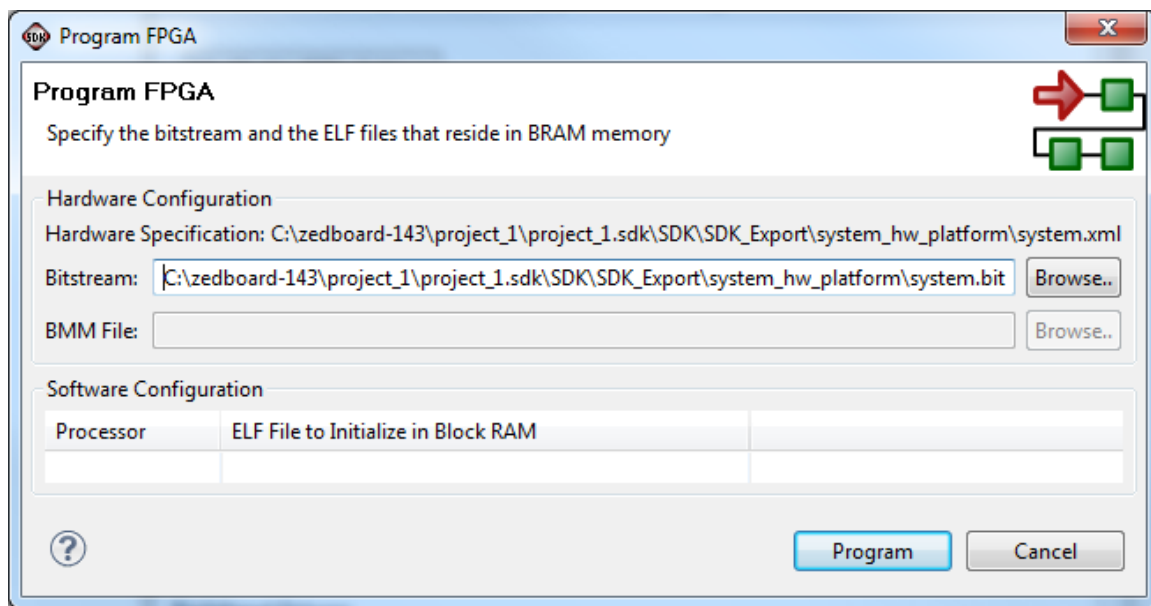 SDK Program FPGA
Program FPGA
Specify the bitstream and the ELF files that reside in BRAM memory
Hardware Configuration
Hardware Specification: C:\zedboard-143\project_1\project_1.sdk\SDK\SDK_Export\system_hw_platform\system.xml
Bitstream: C:\zedboard-143\project_1\project_1.sdk\SDK\SDK_Export\system_hw_platform\system.bit Browse..
BMM File: Browse..
Software Configuration
Processor ELF File to Initialize in Block RAM
? Program Cancel